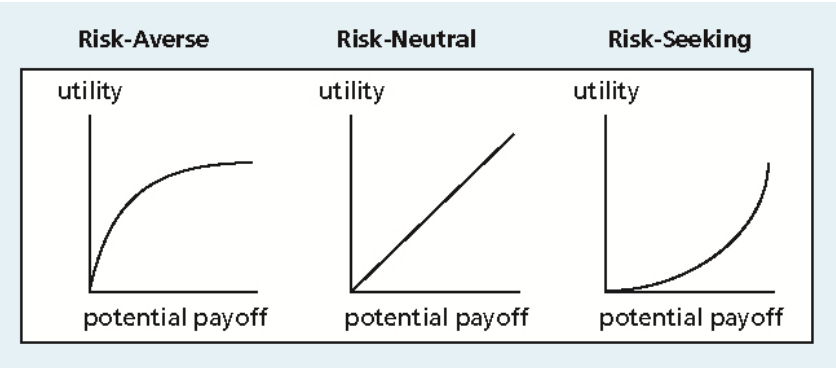 Risk-Averse Risk-Neutral Risk-Seeking
utility utility utility
potential payoff potential payoff potential payoff